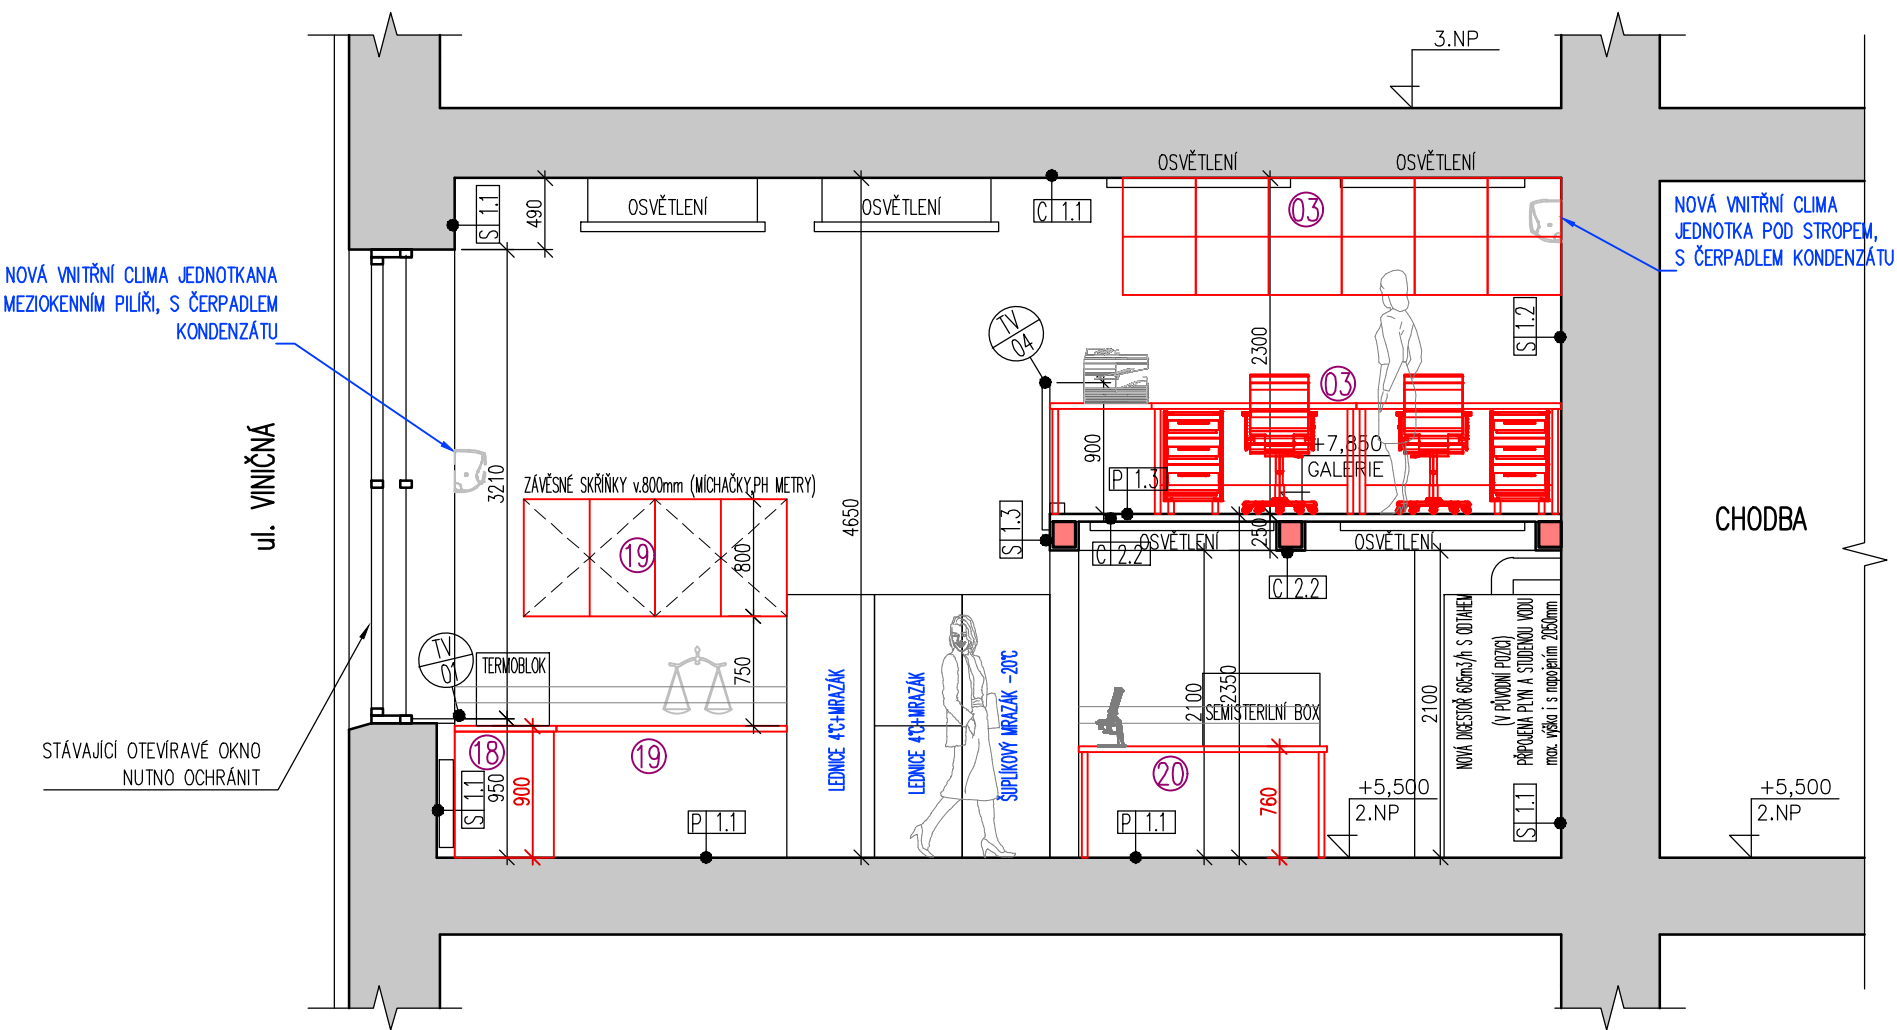 3.NP
OSVĚTLENÍ
OSVĚTLENÍ
S 1.1
490
OSVĚTLENÍ
OSVĚTLENÍ
C 1.1
03
NOVÁ VNITŘNÍ CLIMA
JEDNOTKA POD STROPEM,
S ČERPADLEM KONDENZÁTU
NOVÁ VNITŘNÍ CLIMA JEDNOTKANA
MEZIOKENNÍM PILÍŘI, S ČERPADLEM
KONDENZÁTU
TV
04
2300
S 1.2
03
ul. VINIČNÁ
3210
ZÁVĚSNÉ SKŘÍŇKY v.800mm (MÍCHAČKY,PH METRY)
4650
900
P 1.3
+7,850
GALERIE
S 1.3
250
CHODBA
19
800
OSVĚTLENÍ
OSVĚTLENÍ
C 2.2
C 2.2
TV
01
TERMOBLOK
750
LEDNICE 4°C+MRAZÁK
LEDNICE 4°C+MRAZÁK
ŠUPLÍKOVÝ MRAZÁK -20°C
2100
2350
SEMISTERILNÍ BOX
2100
NOVÁ DIGESTOŘ 605m3/h S ODTAHEM
(V PŮVODNÍ POZICI)
PŘIPOJENA PLYN A STUDENOU VODU
max. výška i s napojením 2050mm
STÁVAJÍCÍ OTEVÍRAVÉ OKNO
NUTNO OCHRÁNIT
18
19
S 1.1
950
900
P 1.1
20
P 1.1
760
+5,500
2.NP
S 1.1
+5,500
2.NP